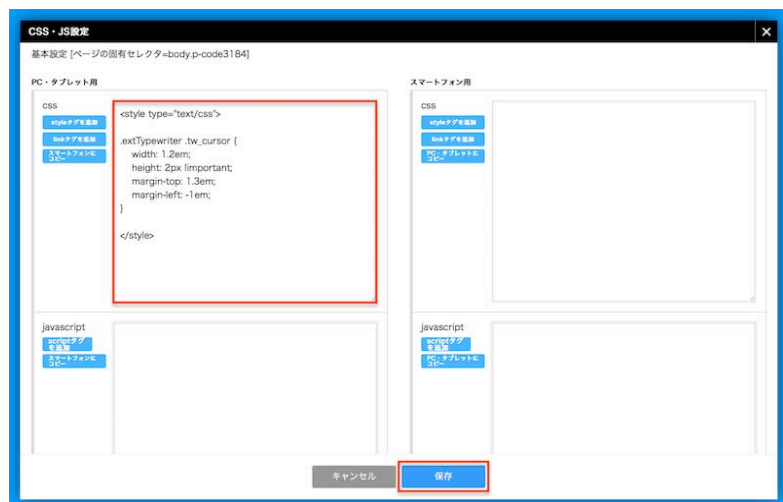 CSS・JS設定
×
基本設定 [ページの固有セレクタ=body.p-code3184]
PC・タブレット用
css
styleタグを追加
linkタグを追加
スマートフォンに
コピー
<style type="text/css">
.extTypewriter .tw_cursor {
width: 1.2em;
height: 2px !important;
margin-top: 1.3em;
margin-left: -1em;
}
</style>
javascript
scriptタグ
を追加
スマートフォンに
コピー
スマートフォン用
css
styleタグを追加
linkタグを追加
PC・タブレットに
コピー
javascript
scriptタグ
を追加
PC・タブレットに
コピー
キャンセル
保存